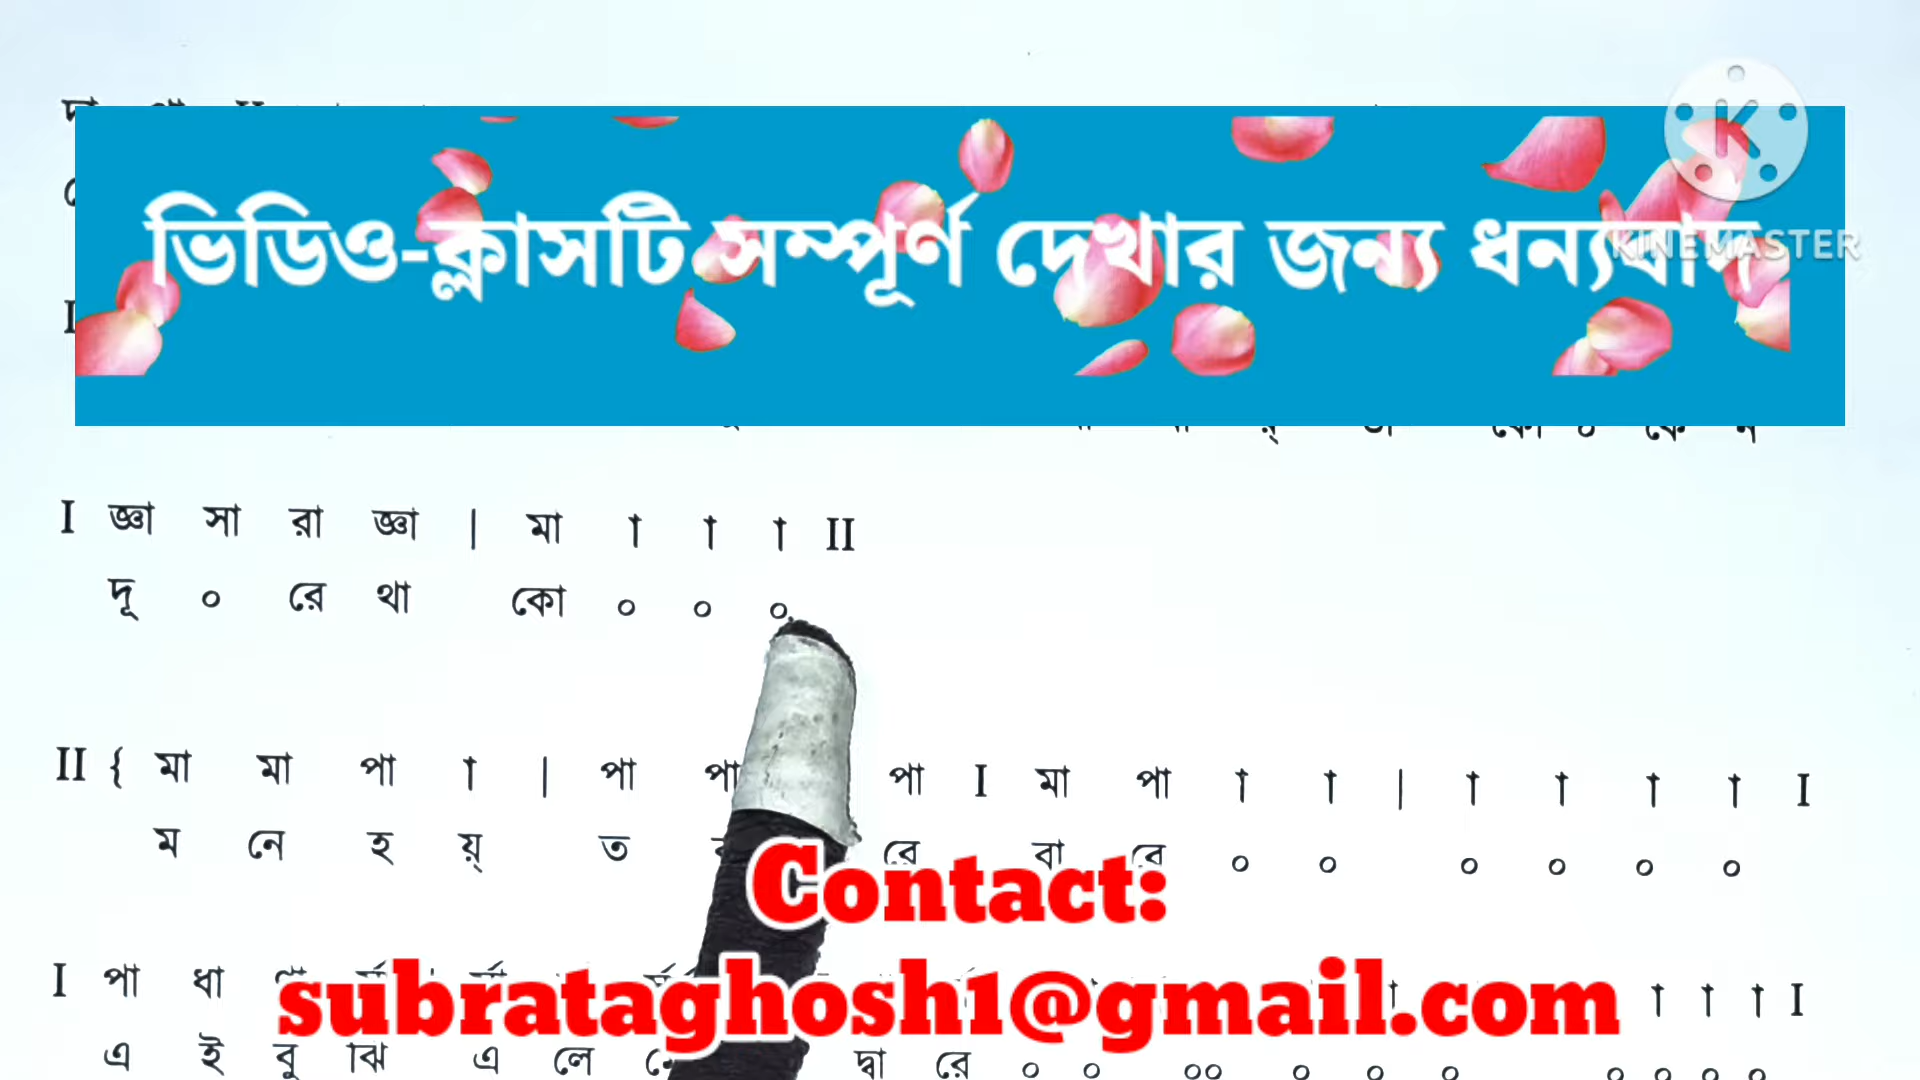 ভিডিও-ক্লাসটি সম্পূর্ণ দেখার জন্য ধন্যবাদ
KINEMASTER
I জ্ঞা সা রা জ্ঞা | মা া া া II
দূ ০ রে থা কো ০ ০ ০
II { মা মা পা া | পা পা পা I মা পা া া | া া া া I
ম নে হ য়্ ত রে বা রে ০ ০ ০ ০ ০ ০
Contact:
I পা ধা া া া I
subrataghosh1@gmail.com
এ ই বু ঝি এ লে দ্বা রে ০ ০ ০০ ০ ০ ০ ০ ০ ০ ০